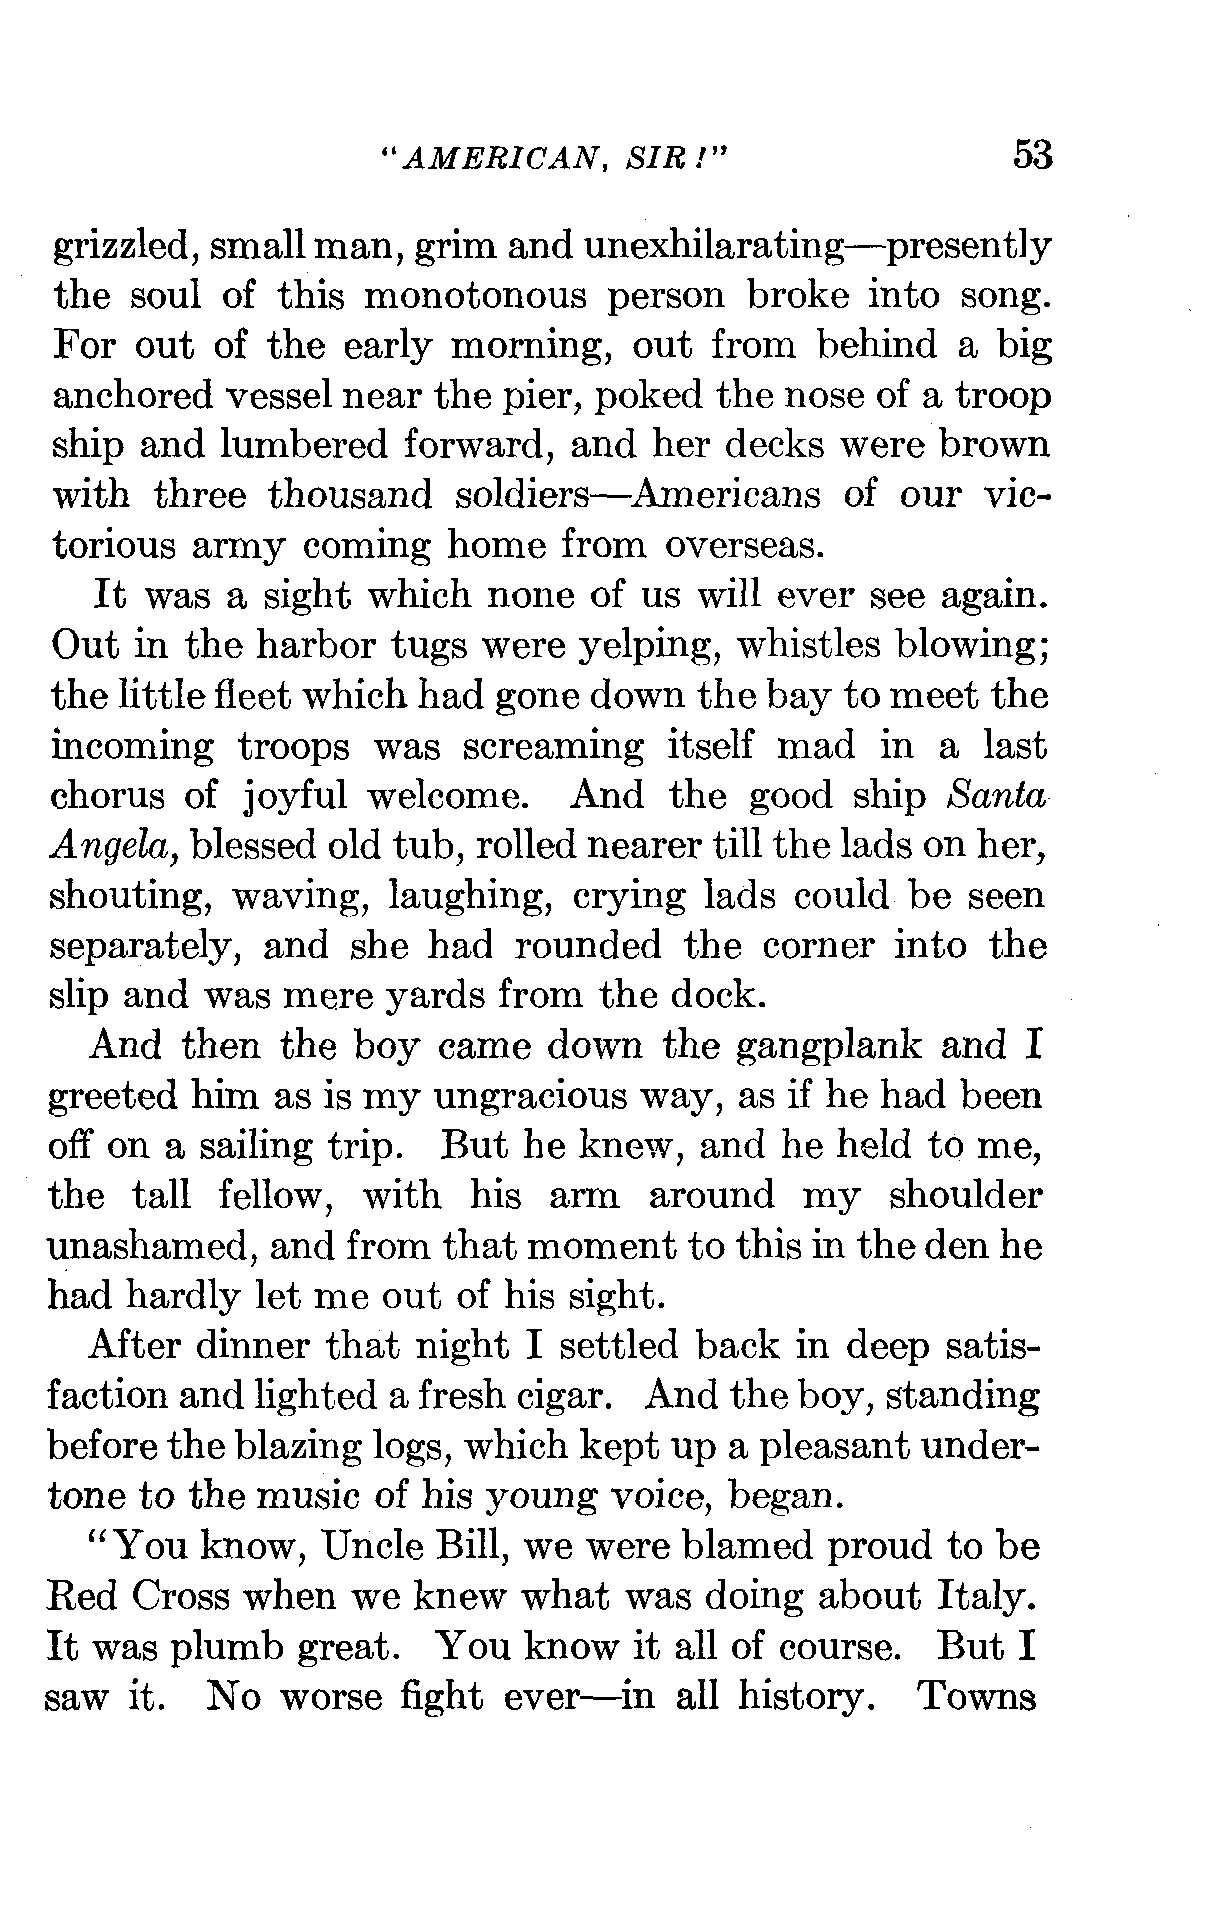 "AMERICAN, SIR!" 53
grizzled, small man, grim and unexhilarating—presently
the soul of this monotonous person broke into song.
For out of the early morning, out from behind a big
anchored vessel near the pier, poked the nose of a troop
ship and lumbered forward, and her decks were brown
with three thousand soldiers—Americans of our vic-
torious army coming home from overseas.
It was a sight which none of us will ever see again.
Out in the harbor tugs were yelping, whistles blowing;
the little fleet which had gone down the bay to meet the
incoming troops was screaming itself mad in a last
chorus of joyful welcome. And the good ship Santa
Angela, blessed old tub, rolled nearer till the lads on her,
shouting, waving, laughing, crying lads could be seen
separately, and she had rounded the corner into the
slip and was mere yards from the dock.
And then the boy came down the gangplank and I
greeted him as is my ungracious way, as if he had been
off on a sailing trip. But he knew, and he held to me,
the tall fellow, with his arm around my shoulder
unashamed, and from that moment to this in the den he
had hardly let me out of his sight.
After dinner that night I settled back in deep satis-
faction and lighted a fresh cigar. And the boy, standing
before the blazing logs, which kept up a pleasant under-
tone to the music of his young voice, began.
"You know, Uncle Bill, we were blamed proud to be
Red Cross when we knew what was doing about Italy.
It was plumb great. You know it all of course. But I
saw it. No worse fight ever—in all history. Towns